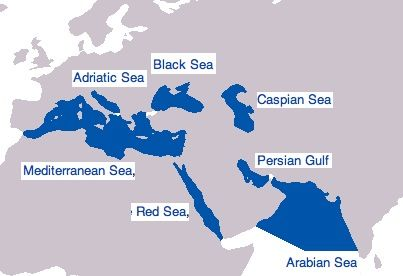 Black Sea
Adriatic Sea
Caspian Sea
Persian Gulf
Mediterranean Sea,
Red Sea,
Arabian Sea